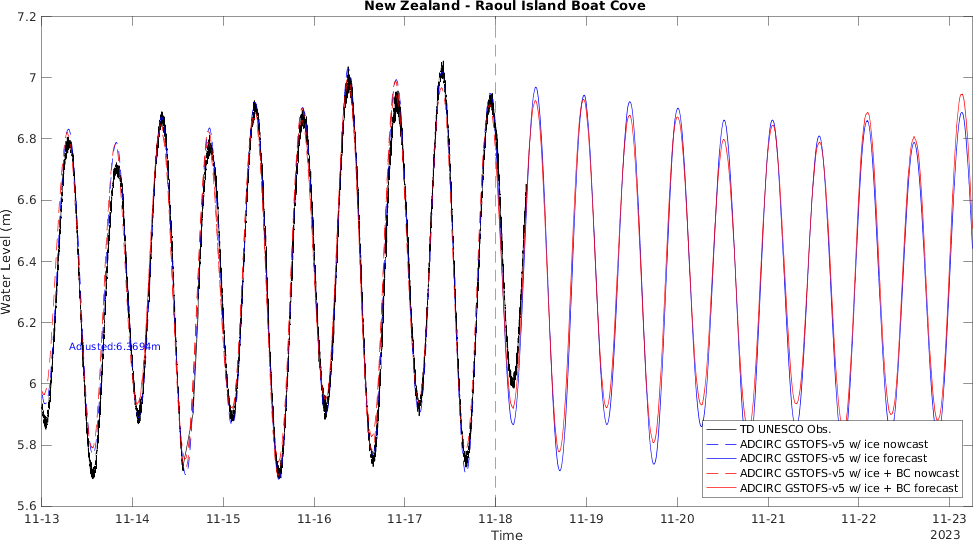 New Zealand - Raoul Island Boat Cove
7.2
7
6.8
6.6
6.4
6.2
6
5.8
5.6
Water Level (m)
Adjusted:6.3694m
TD UNESCO Obs.
ADCIRC GSTOFS-v5 w/ ice nowcast
ADCIRC GSTOFS-v5 w/ ice forecast
ADCIRC GSTOFS-v5 w/ ice + BC nowcast
ADCIRC GSTOFS-v5 w/ ice + BC forecast
11-13 11-14 11-15 11-16 11-17 11-18 11-19 11-20 11-21 11-22 11-23
2023
Time